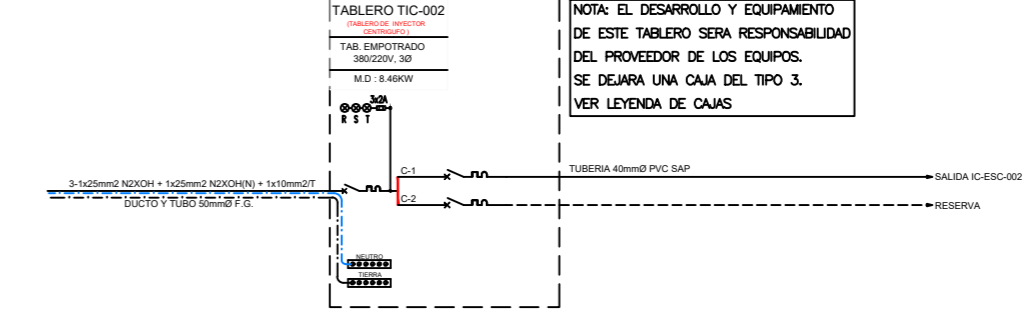 TABLERO TIC-002
(TABLERO DE INYECTOR
CENTRIGUFO )
TAB. EMPOTRADO
380/220V, 3Ø
M.D : 8.46KW
NOTA: EL DESARROLLO Y EQUIPAMIENTO
DE ESTE TABLERO SERA RESPONSABILIDAD
DEL PROVEEDOR DE LOS EQUIPOS.
SE DEJARA UNA CAJA DEL TIPO 3.
VER LEYENDA DE CAJAS
3x2A
R S T
3-1x25mm2 N2XOH + 1x25mm2 N2XOH(N) + 1x10mm2/T
DUCTO Y TUBO 50mmØ F.G.
C-1
TUBERIA 40mmØ PVC SAP
SALIDA IC-ESC-002
C-2
RESERVA
NEUTRO
TIERRA